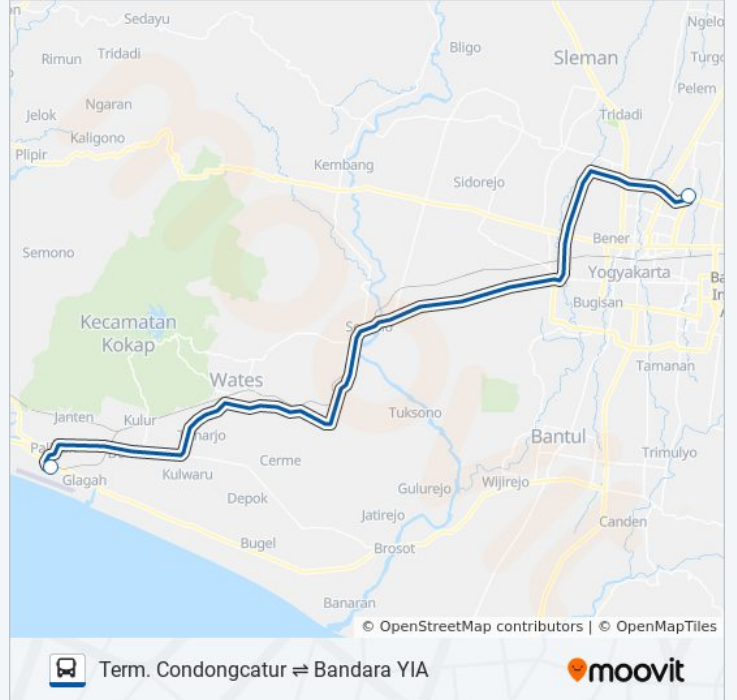 Sedayu
Ngelo
Bligo
Rimun
Tridadi
Sleman
Turgo
Pelem
Ngaran
Jelok
Tridadi
Kaligono
Plipir
Kembang
Sidorejo
Semono
Bener
Yogyakarta
Ba
In
A
Bugisan
Kecamatan
Kokap
Tamanan
Wates
Janten
Kulur
Tuksono
Bantul
Cerme
Trimulyo
Kulwaru
Glagah
Wijirejo
Gulurejo
Depok
Jatirejo
Canden
Bugel
Brosot
Banaran
© OpenStreetMap contributors | © OpenMapTiles
Term. Condongcatur ⇌ Bandara YIA
moovit